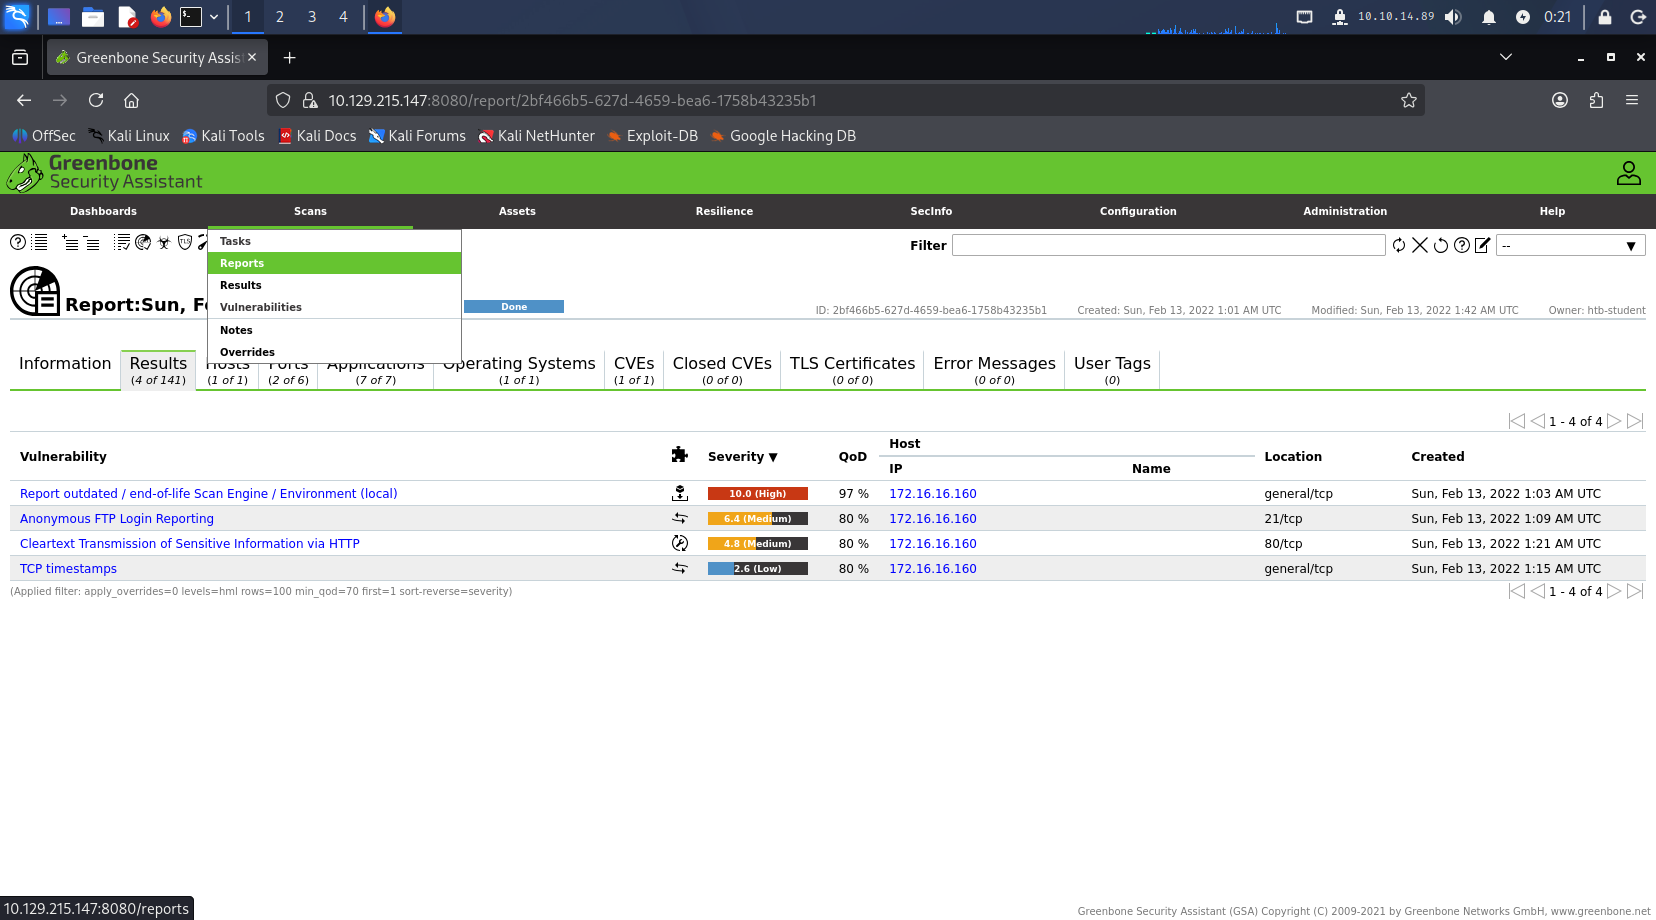 1 2 3 4 10.10.14.89 0:21
Greenbone Security Assis
10.129.215.147:8080/report/2bf466b5-627d-4659-bea6-1758b43235b1
OffSec Kali Linux Kali Tools Kali Docs Kali Forums Kali NetHunter Exploit-DB Google Hacking DB
Greenbone
Security Assistant
Dashboards Scans Assets Resilience SecInfo Configuration Administration Help
Tasks
Reports
Results
Vulnerabilities
Notes
Overrides
Filter --
Report:Sun, Fe Done ID: 2bf466b5-627d-4659-bea6-1758b43235b1 Created: Sun, Feb 13, 2022 1:01 AM UTC Modified: Sun, Feb 13, 2022 1:42 AM UTC Owner: htb-student
Information Results Hosts Ports Applications Operating Systems CVEs Closed CVEs TLS Certificates Error Messages User Tags
(4 of 141) (1 of 1) (2 of 6) (7 of 7) (1 of 1) (1 of 1) (0 of 0) (0 of 0) (0 of 0) (0)
1 - 4 of 4
Vulnerability Severity ▼ QoD Host Location Created
IP Name
Report outdated / end-of-life Scan Engine / Environment (local) 10.0 (High) 97 % 172.16.16.160 general/tcp Sun, Feb 13, 2022 1:03 AM UTC
Anonymous FTP Login Reporting 6.4 (Medium) 80 % 172.16.16.160 21/tcp Sun, Feb 13, 2022 1:09 AM UTC
Cleartext Transmission of Sensitive Information via HTTP 4.8 (Medium) 80 % 172.16.16.160 80/tcp Sun, Feb 13, 2022 1:21 AM UTC
TCP timestamps 2.6 (Low) 80 % 172.16.16.160 general/tcp Sun, Feb 13, 2022 1:15 AM UTC
(Applied filter: apply_overrides=0 levels=hml rows=100 min_qod=70 first=1 sort-reverse=severity) 1 - 4 of 4
10.129.215.147:8080/reports
Greenbone Security Assistant (GSA) Copyright (C) 2009-2021 by Greenbone Networks GmbH, www.greenbone.net